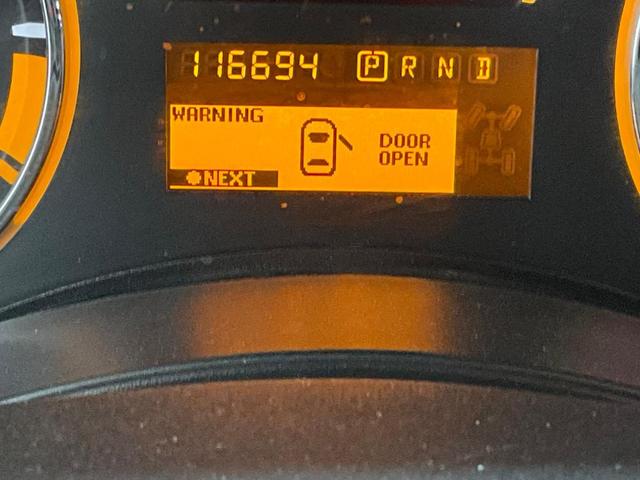 116694 P R N D
WARNING
DOOR
OPEN
NEXT